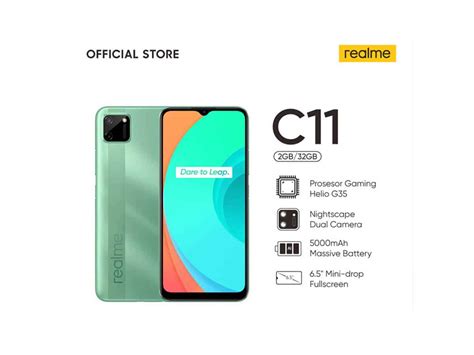 OFFICIAL STORE
realme
C11
2GB/32GB
Dare to Leap.
realme
Prosesor Gaming
Helio G35
Nightscape
Dual Camera
5000mAh
Massive Battery
6.5" Mini-drop
Fullscreen